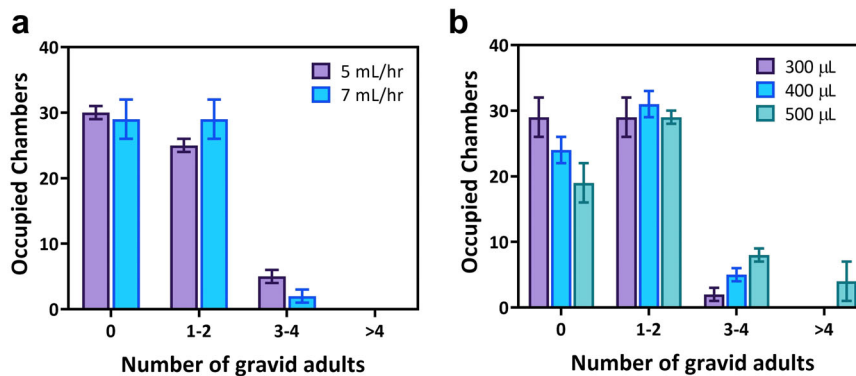 a
40
30
20
10
0
Occupied Chambers
5 mL/hr
7 mL/hr
0 1-2 3-4 >4
Number of gravid adults
b
40
30
20
10
0
Occupied Chambers
300 μL
400 μL
500 μL
0 1-2 3-4 >4
Number of gravid adults